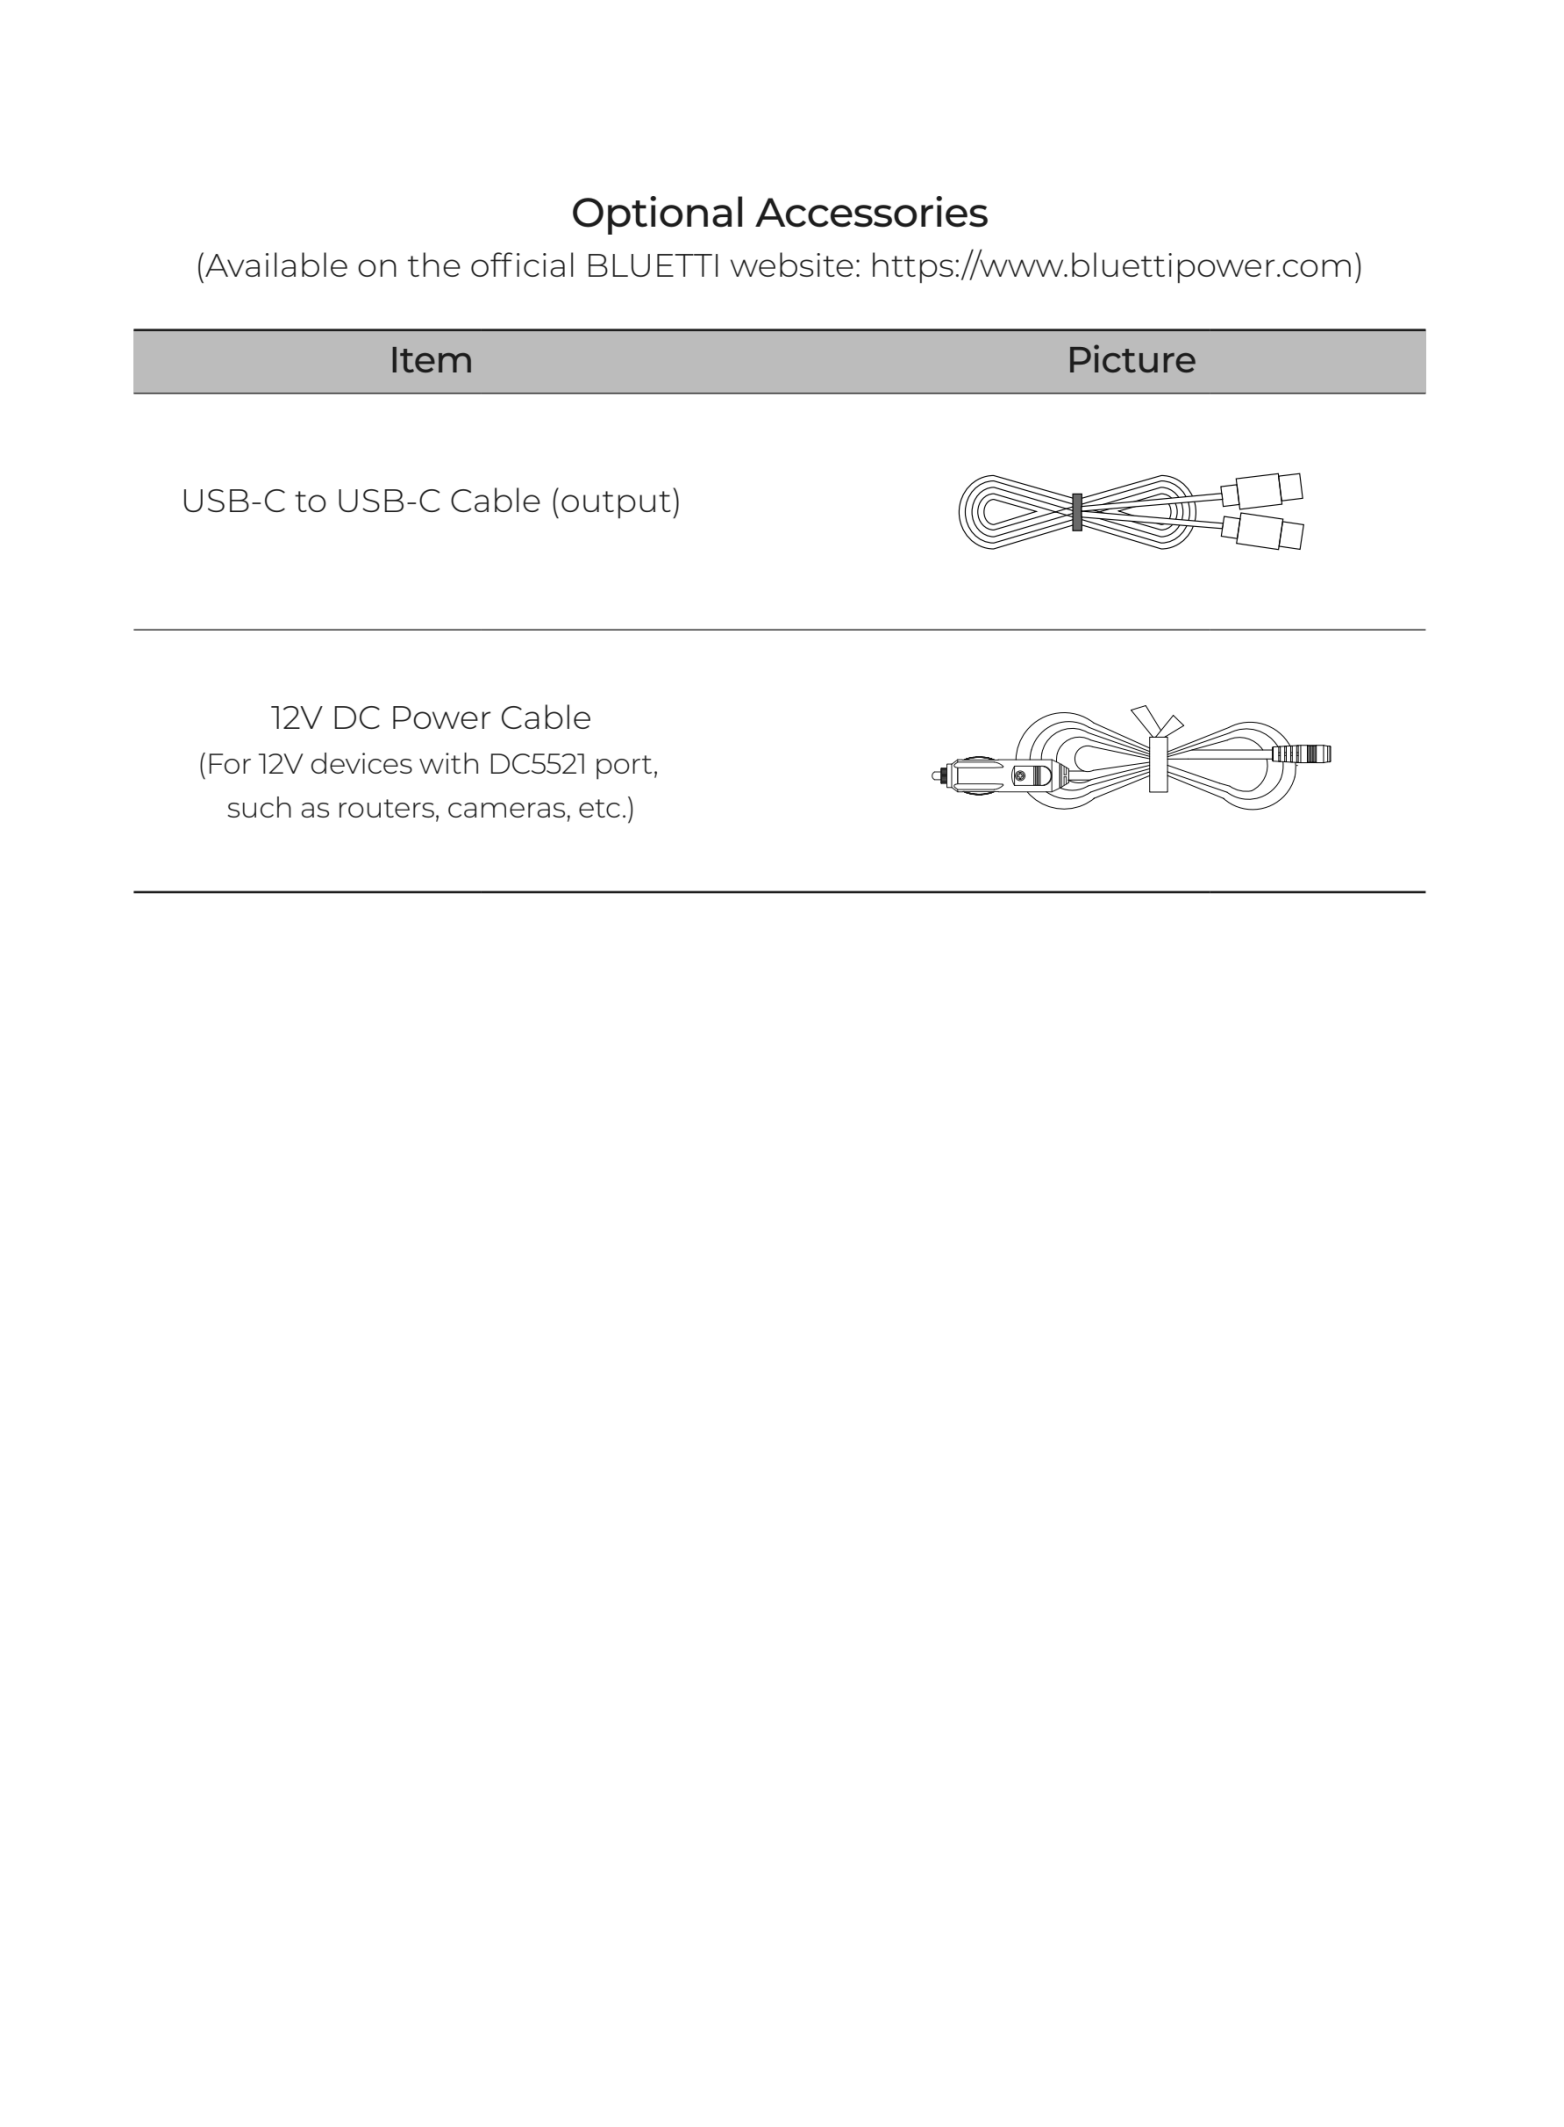 Optional Accessories
(Available on the official BLUETTI website: https://www.bluettipower.com)
Item Picture
USB-C to USB-C Cable (output)
12V DC Power Cable
(For 12V devices with DC5521 port,
such as routers, cameras, etc.)